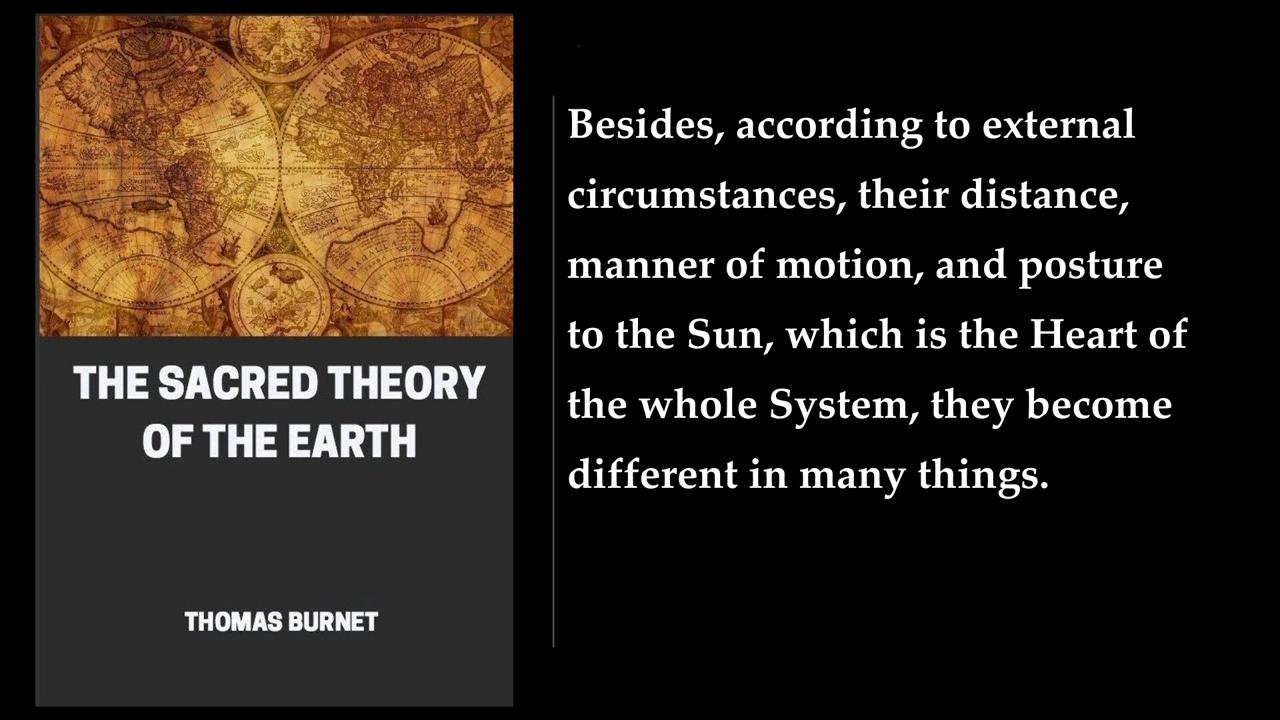 THE SACRED THEORY
OF THE EARTH
THOMAS BURNET
Besides, according to external
circumstances, their distance,
manner of motion, and posture
to the Sun, which is the Heart of
the whole System, they become
different in many things.